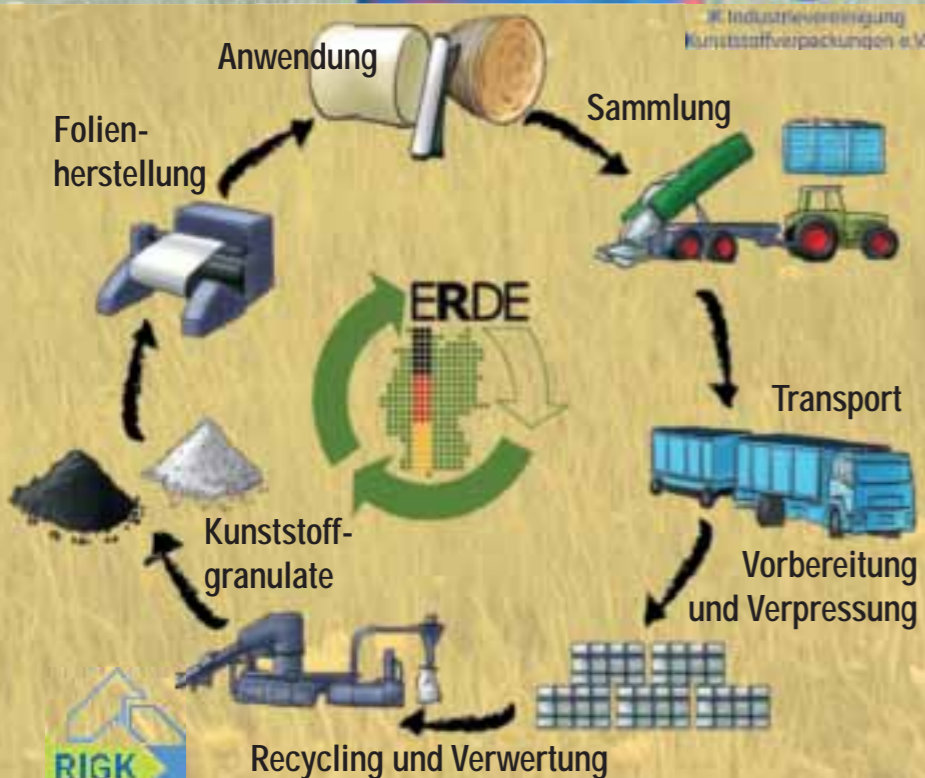 IK Industrievereinigung
Kunststoffverpackungen e.V.
Anwendung
Sammlung
Folien-
herstellung
ERDE
Transport
Kunststoff-
granulate
Vorbereitung
und Verpressung
Recycling und Verwertung
RIGK